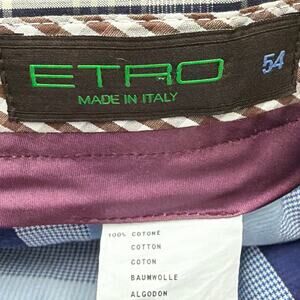 ETRO
54
MADE IN ITALY
100% COTONE
COTTON
COTON
BAUMWOLLE
ALGODON